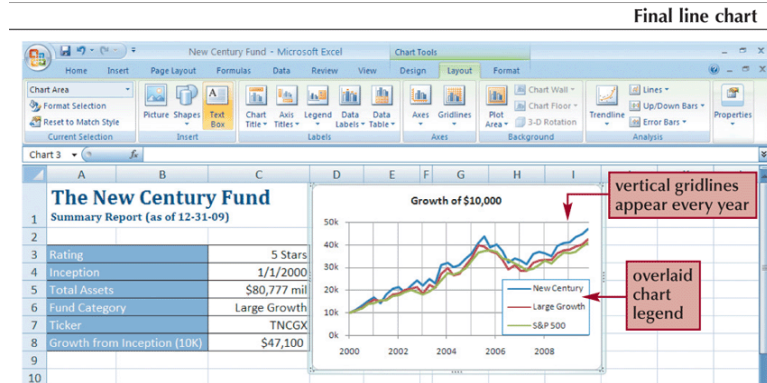 Final line chart
New Century Fund - Microsoft Excel
Chart Tools
Home Insert Page Layout Formulas Data Review View Design Layout Format
Chart Area
Format Selection
Reset to Match Style
Current Selection
Picture Shapes Text Box
Insert
Chart Title Axis Titles Legend Data Labels Data Table
Labels
Axes Gridlines
Axes
Plot Area
Chart Wall
Chart Floor
3-D Rotation
Background
Trendline
Lines
Up/Down Bars
Error Bars
Analysis
Properties
Chart 3 fx
A B C D E F G H I
1 The New Century Fund
Summary Report (as of 12-31-09)
2
3 Rating 5 Stars
4 Inception 1/1/2000
5 Total Assets $80,777 mil
6 Fund Category Large Growth
7 Ticker TNCGX
8 Growth from Inception (10K) $47,100
9
10
Growth of $10,000
50k
40k
30k
20k
10k
0k
2000 2002 2004 2006 2008
New Century
Large Growth
S&P 500
vertical gridlines
appear every year
overlaid
chart
legend